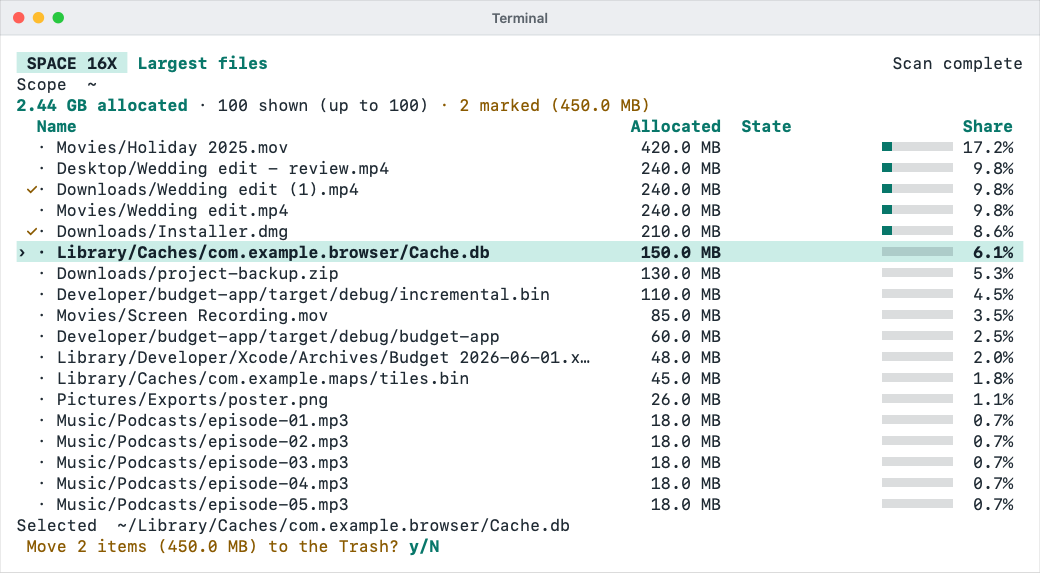 Terminal
SPACE 16X Largest files Scan complete
Scope ~
2.44 GB allocated · 100 shown (up to 100) · 2 marked (450.0 MB)
Name Allocated State Share
· Movies/Holiday 2025.mov 420.0 MB 17.2%
· Desktop/Wedding edit – review.mp4 240.0 MB 9.8%
✓· Downloads/Wedding edit (1).mp4 240.0 MB 9.8%
· Movies/Wedding edit.mp4 240.0 MB 9.8%
✓· Downloads/Installer.dmg 210.0 MB 8.6%
› · Library/Caches/com.example.browser/Cache.db 150.0 MB 6.1%
· Downloads/project-backup.zip 130.0 MB 5.3%
· Developer/budget-app/target/debug/incremental.bin 110.0 MB 4.5%
· Movies/Screen Recording.mov 85.0 MB 3.5%
· Developer/budget-app/target/debug/budget-app 60.0 MB 2.5%
· Library/Developer/Xcode/Archives/Budget 2026-06-01.x… 48.0 MB 2.0%
· Library/Caches/com.example.maps/tiles.bin 45.0 MB 1.8%
· Pictures/Exports/poster.png 26.0 MB 1.1%
· Music/Podcasts/episode-01.mp3 18.0 MB 0.7%
· Music/Podcasts/episode-02.mp3 18.0 MB 0.7%
· Music/Podcasts/episode-03.mp3 18.0 MB 0.7%
· Music/Podcasts/episode-04.mp3 18.0 MB 0.7%
· Music/Podcasts/episode-05.mp3 18.0 MB 0.7%
Selected ~/Library/Caches/com.example.browser/Cache.db
Move 2 items (450.0 MB) to the Trash? y/N